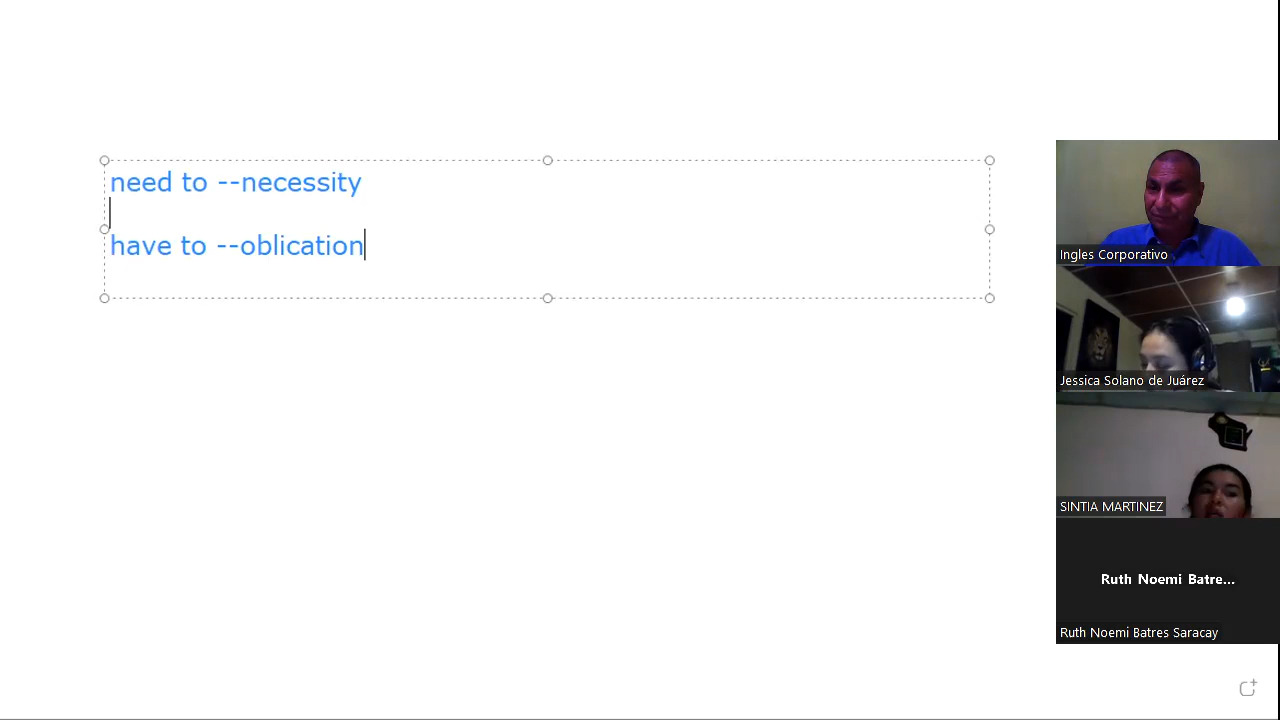 need to --necessity
have to --oblication
Ingles Corporativo
Jessica Solano de Juárez
SINTIA MARTINEZ
Ruth Noemi Batre...
Ruth Noemi Batres Saracay